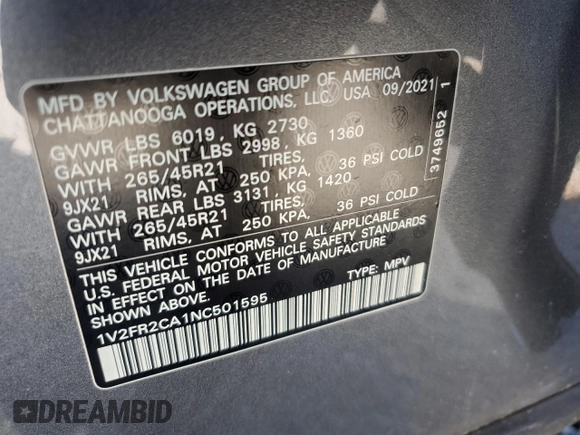 MFD. BY VOLKSWAGEN GROUP OF AMERICA
CHATTANOOGA OPERATIONS, LLC. USA 09/2021
GVWR LBS 6019, KG 2730
GAWR FRONT LBS 2998, KG 1360
WITH 265/45R21 TIRES,
9JX21 RIMS, AT 250 KPA, 36 PSI COLD
GAWR REAR LBS 3131, KG 1420
WITH 265/45R21 TIRES,
9JX21 RIMS, AT 250 KPA, 36 PSI COLD
THIS VEHICLE CONFORMS TO ALL APPLICABLE
U.S. FEDERAL MOTOR VEHICLE SAFETY STANDARDS
IN EFFECT ON THE DATE OF MANUFACTURE
SHOWN ABOVE.
TYPE: MPV
1V2FR2CA1NC501595
3749652 1
DREAMBID